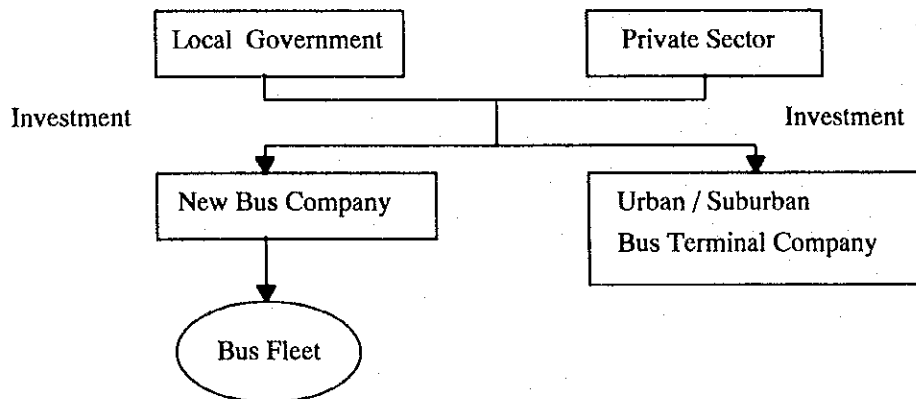 Local Government
Private Sector
Investment
Investment
New Bus Company
Urban / Suburban
Bus Terminal Company
Bus Fleet